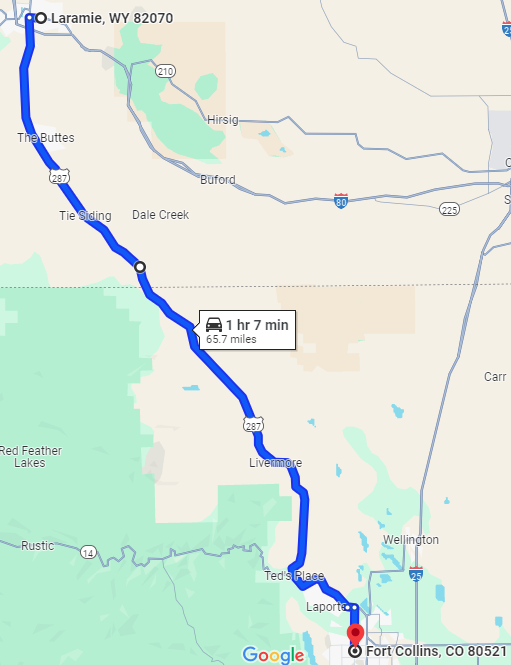 Laramie, WY 82070
210
Hirsig
The Buttes
287
Buford
80
225
Tie Siding
Dale Creek
1 hr 7 min
65.7 miles
Carr
287
Red Feather
Lakes
Livermore
Rustic
14
Wellington
25
Ted's Place
Laporte
Fort Collins, CO 80521
Google